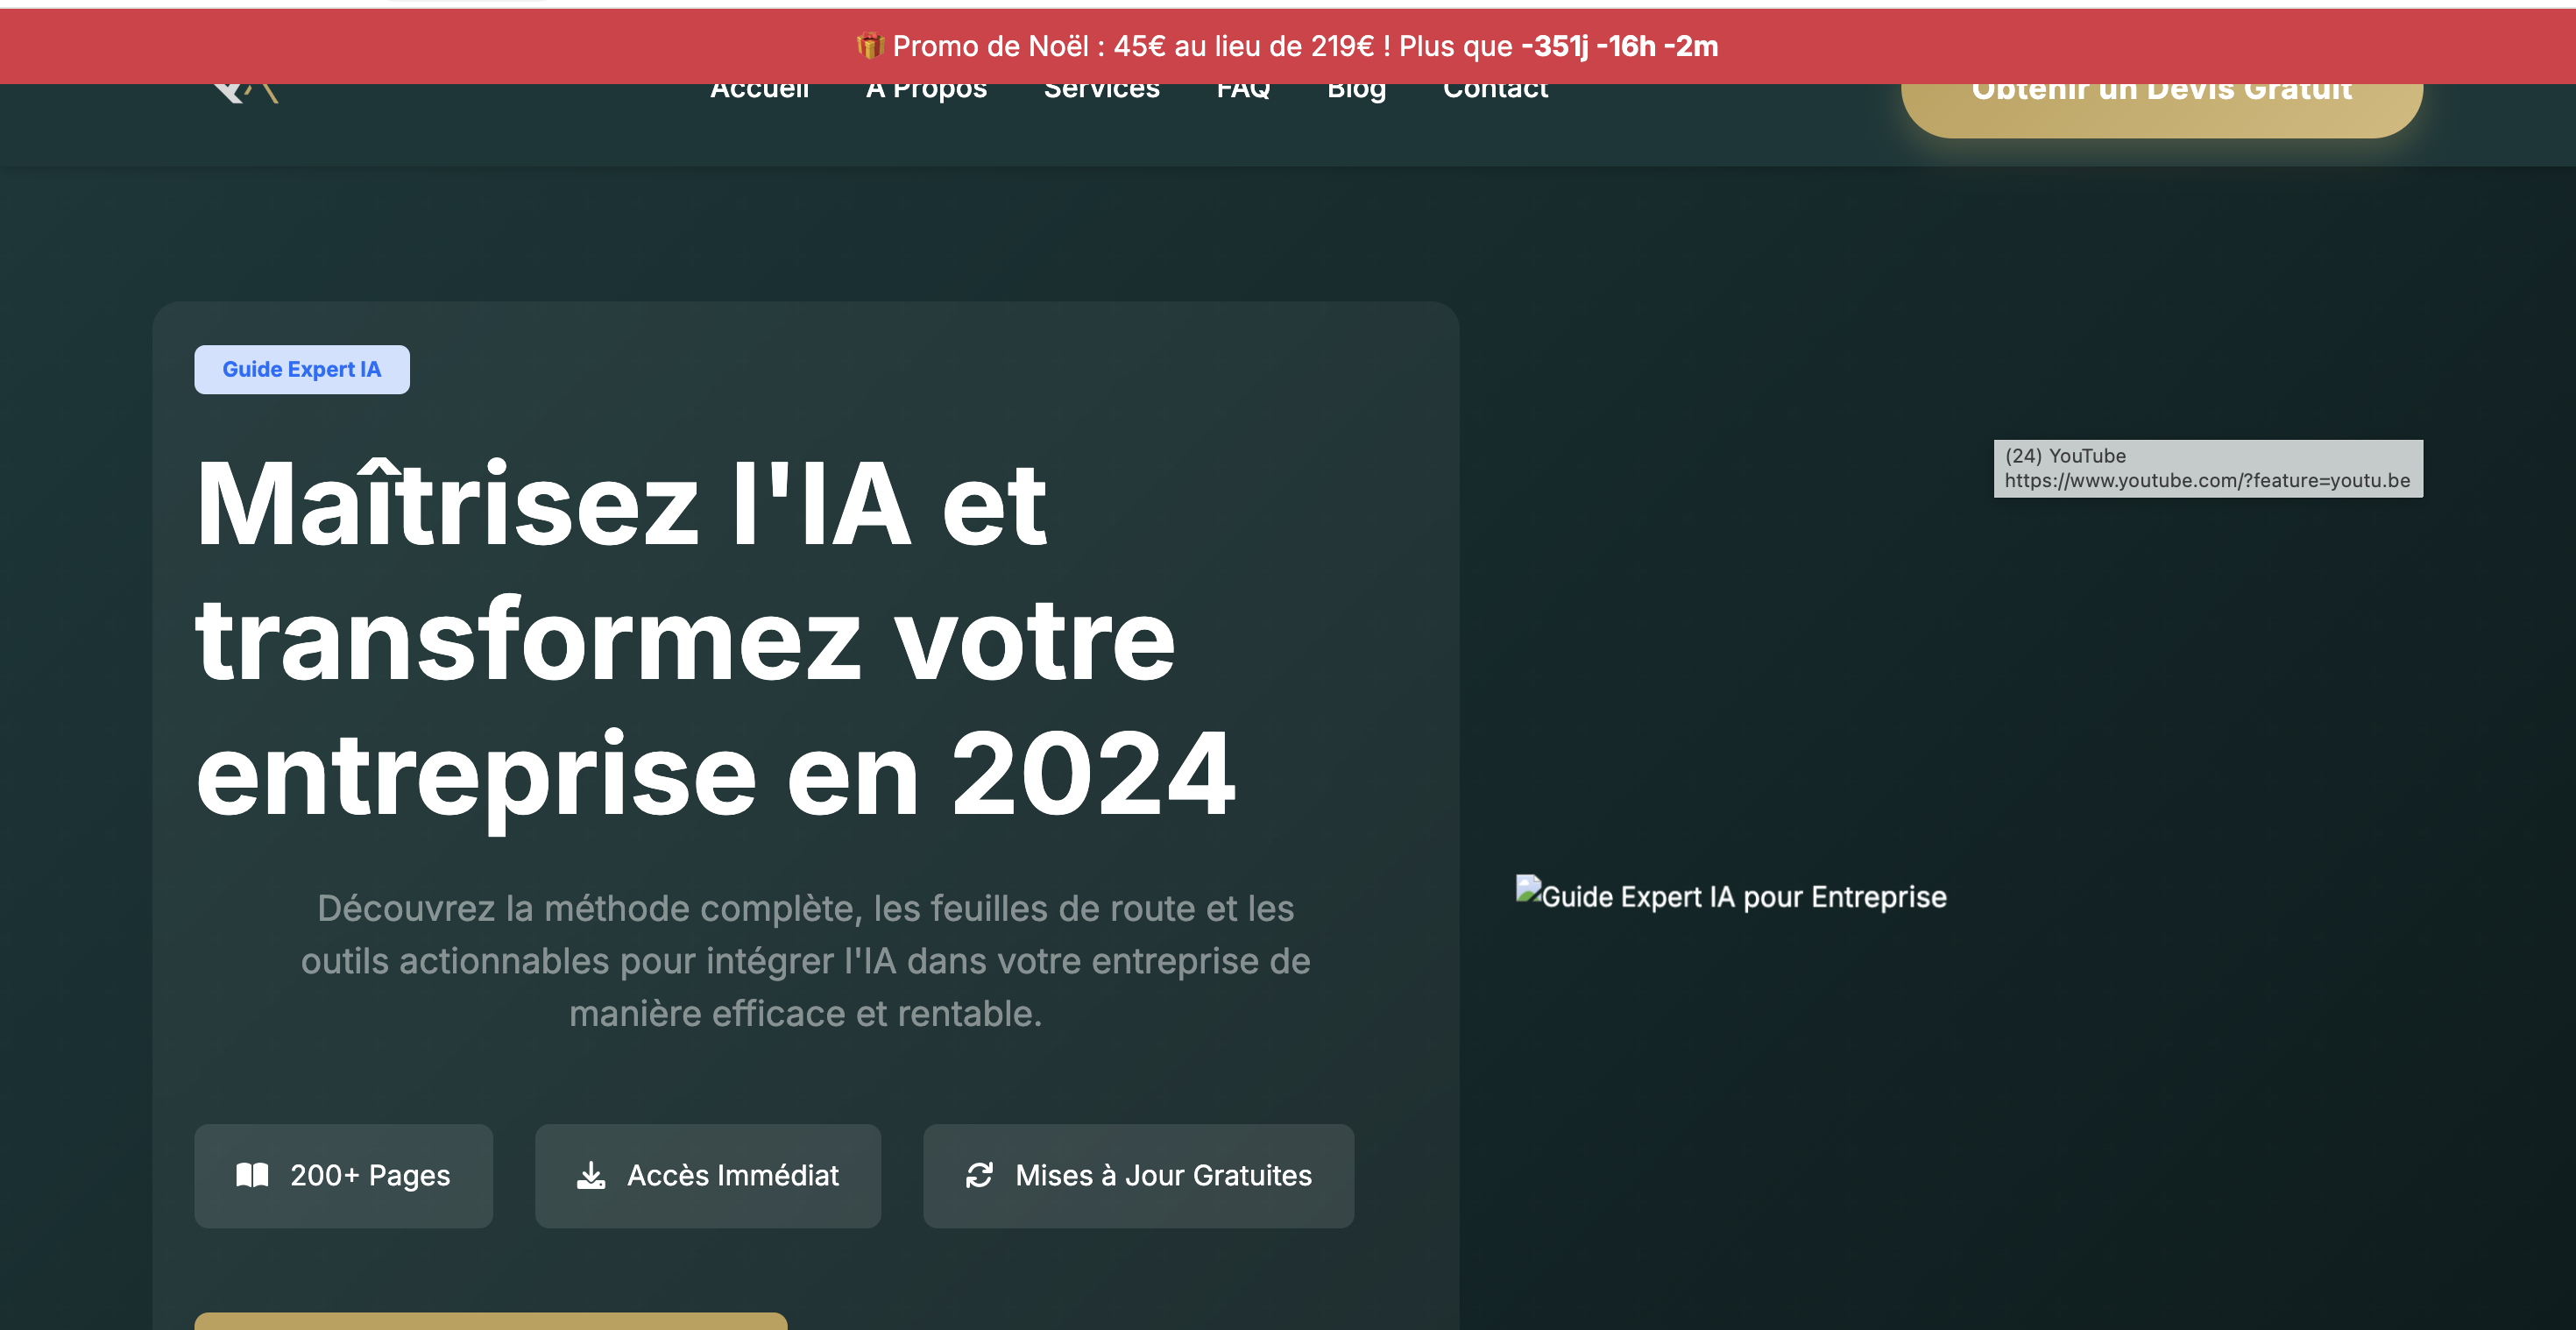 🎁 Promo de Noël : 45€ au lieu de 219€ ! Plus que -351j -16h -2m
Accueil À Propos Services FAQ Blog Contact Obtenir un Devis Gratuit
Guide Expert IA
Maîtrisez l'IA et
transformez votre
entreprise en 2024
(24) YouTube
https://www.youtube.com/?feature=youtu.be
Découvrez la méthode complète, les feuilles de route et les
outils actionnables pour intégrer l'IA dans votre entreprise de
manière efficace et rentable.
Guide Expert IA pour Entreprise
200+ Pages Accès Immédiat Mises à Jour Gratuites